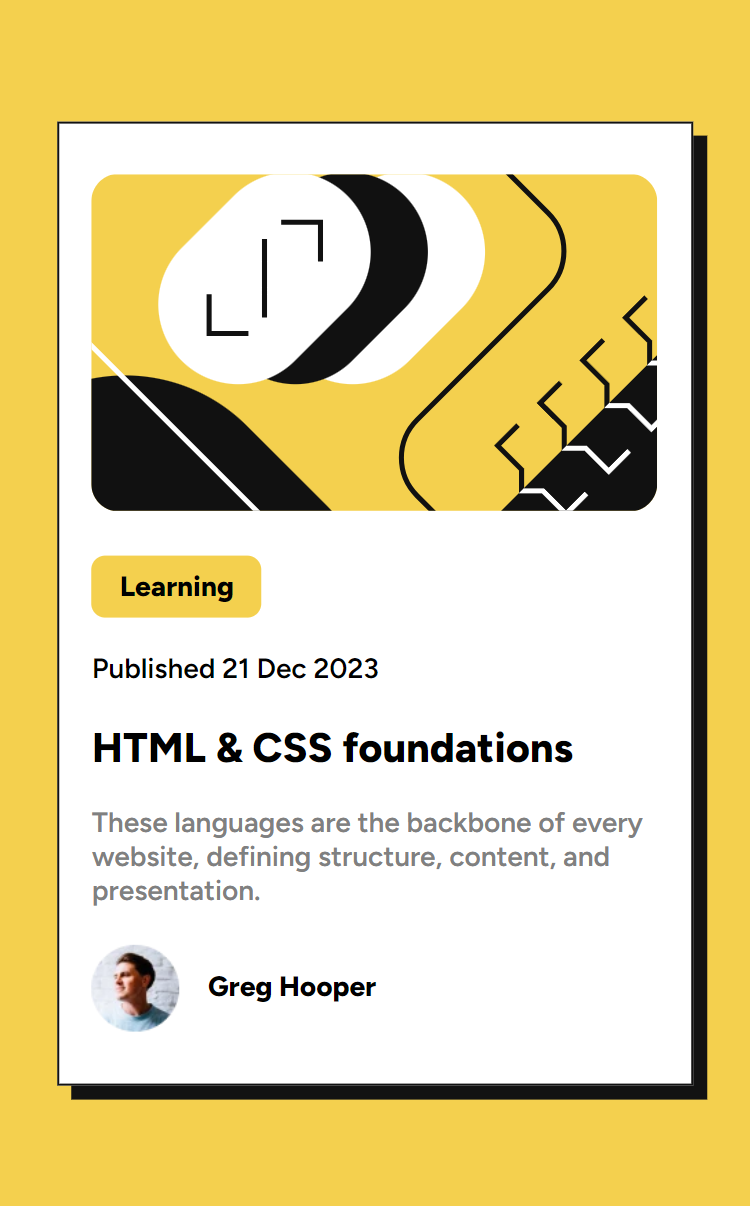 Learning
Published 21 Dec 2023
HTML & CSS foundations
These languages are the backbone of every
website, defining structure, content, and
presentation.
Greg Hooper